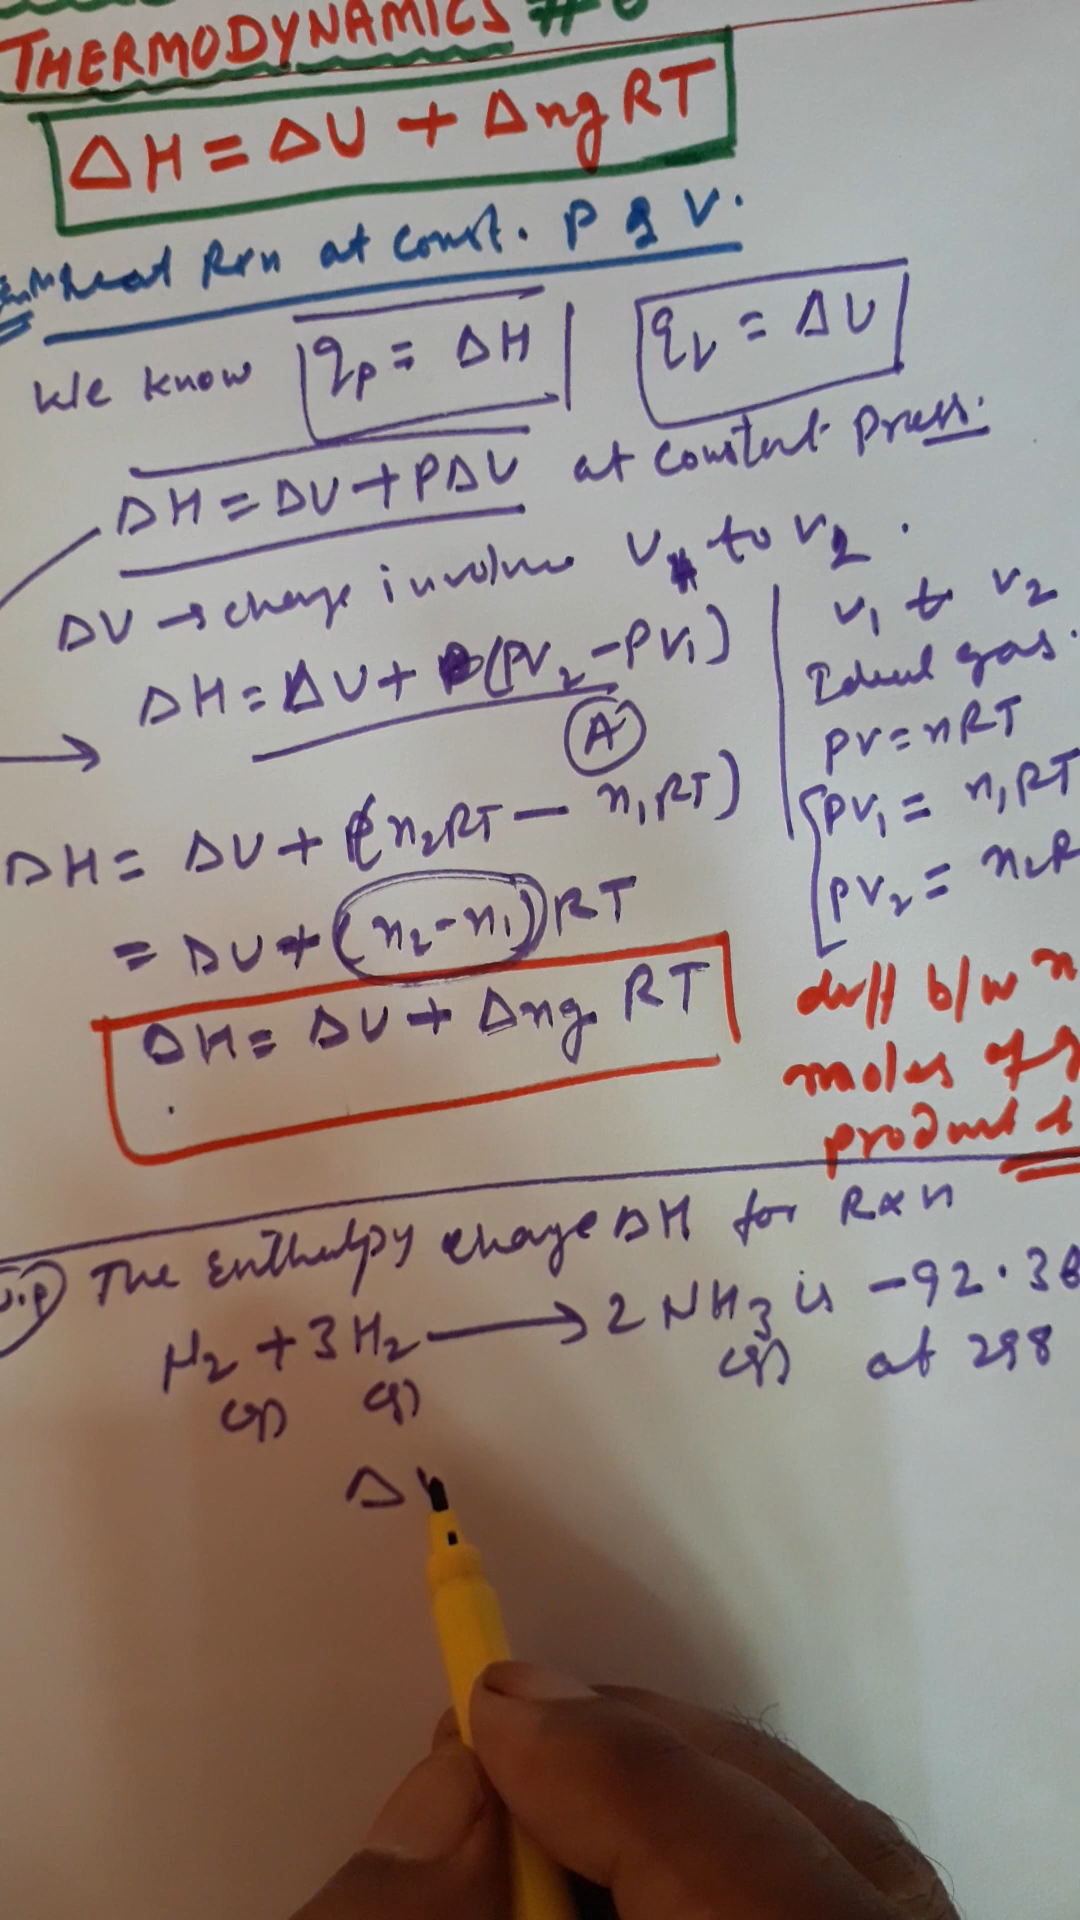 THERMODYNAMICS #
ΔH = ΔU + Δng RT
heat Rxn at Const. P & V.
We know qp = ΔH | qv = ΔU
ΔH = ΔU + PΔV at Constant Press.
ΔV → change involve V to V2.
V1 to V2
ΔH = ΔU + (PV2 - PV1)
Ideal gas.
A
PV = nRT
ΔH = ΔU + (n2RT - n1RT)
PV1 = n1RT
= ΔU + (n2 - n1) RT
PV2 = n2R
ΔH = ΔU + Δng RT
diff b/w n
moles of g
product &
The Enthalpy change ΔH for Rxn
N2 + 3H2 → 2NH3 is -92.38
(g) (g) (g) at 298
Δ